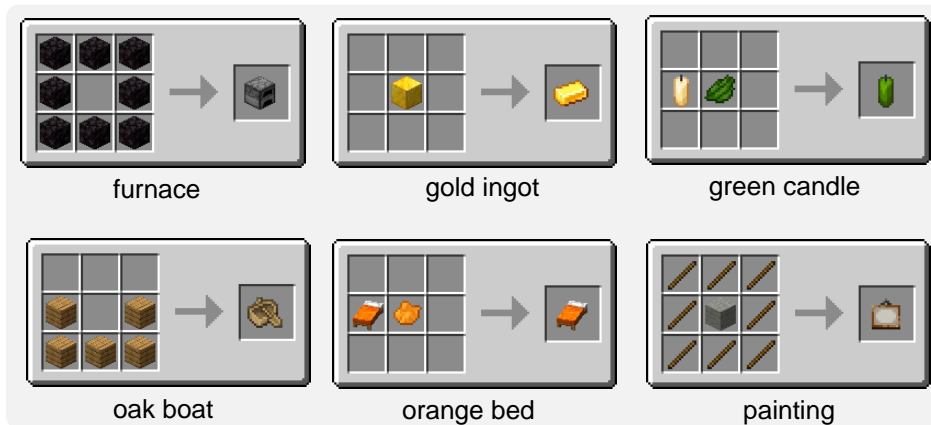 furnace
gold ingot
green candle
oak boat
orange bed
painting